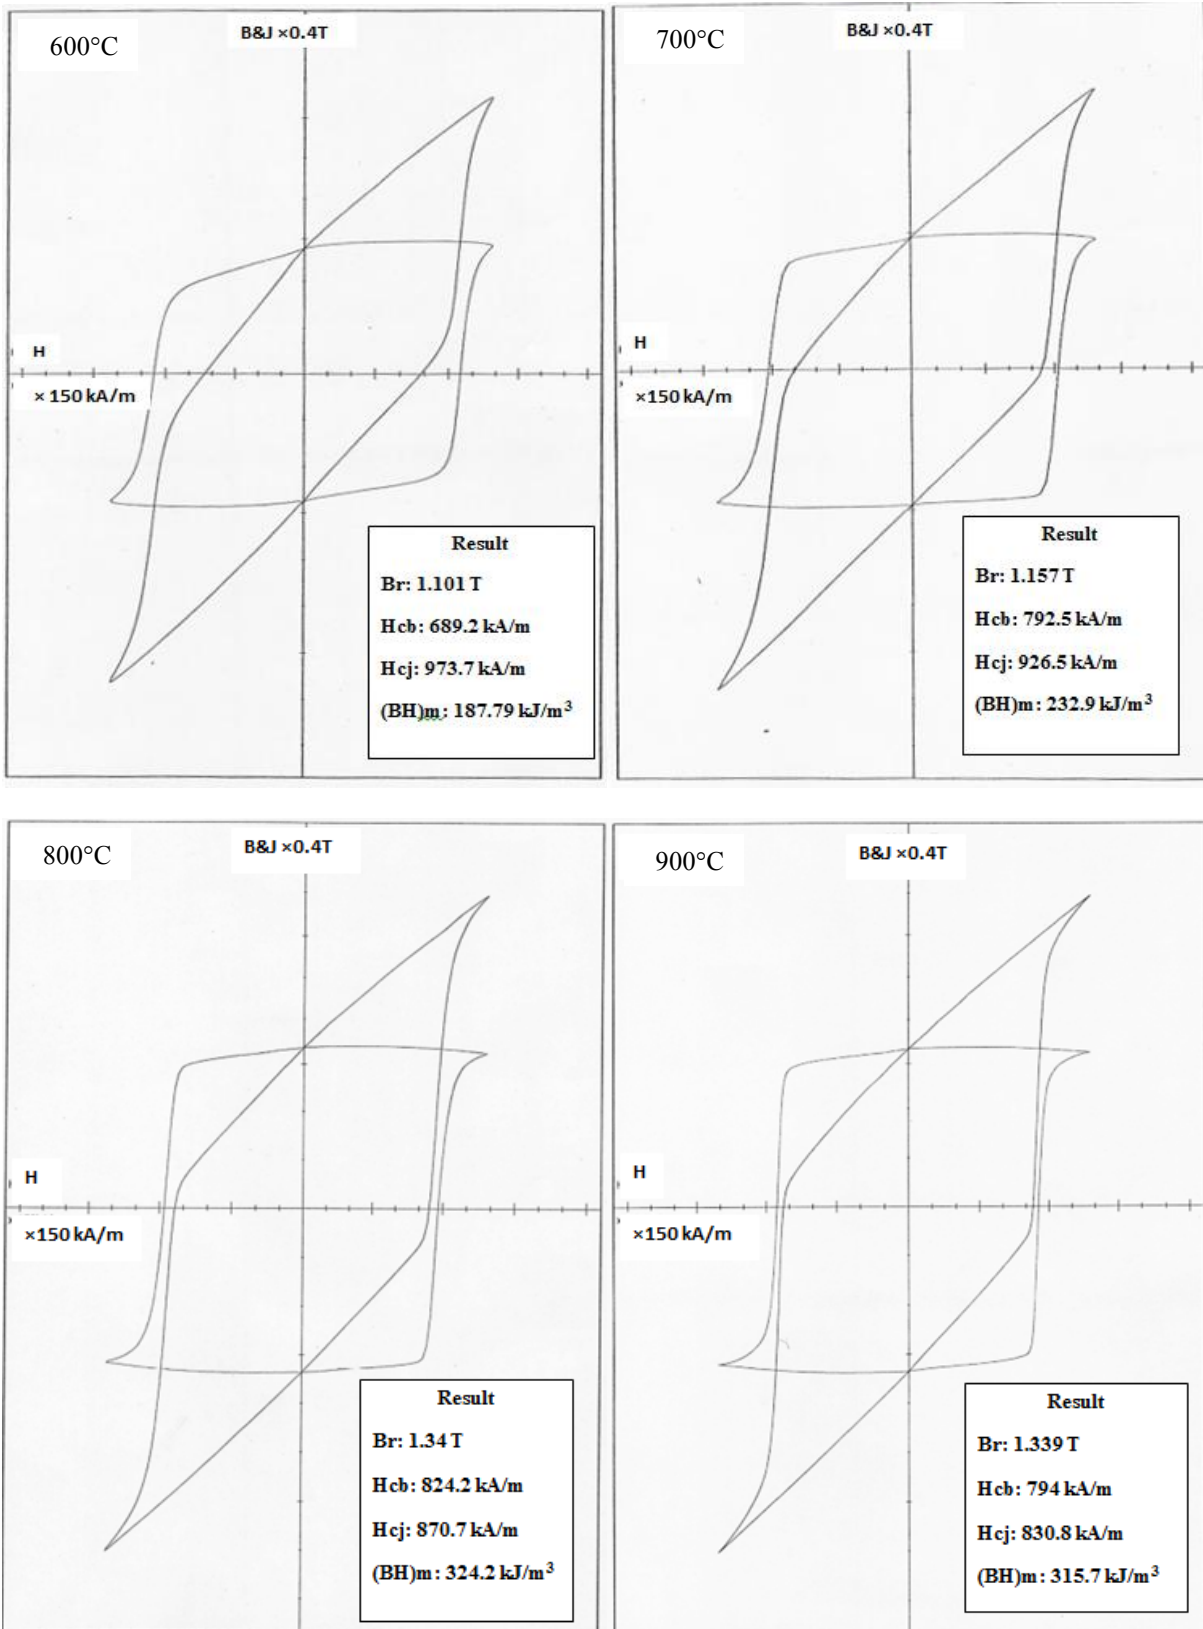 600°C
B&J ×0.4T
H
× 150 kA/m
Result
Br: 1.101 T
Hcb: 689.2 kA/m
Hcj: 973.7 kA/m
(BH)m: 187.79 kJ/m³
700°C
B&J ×0.4T
H
×150 kA/m
Result
Br: 1.157 T
Hcb: 792.5 kA/m
Hcj: 926.5 kA/m
(BH)m: 232.9 kJ/m³
800°C
B&J ×0.4T
H
×150 kA/m
Result
Br: 1.34 T
Hcb: 824.2 kA/m
Hcj: 870.7 kA/m
(BH)m: 324.2 kJ/m³
900°C
B&J ×0.4T
H
×150 kA/m
Result
Br: 1.339 T
Hcb: 794 kA/m
Hcj: 830.8 kA/m
(BH)m: 315.7 kJ/m³